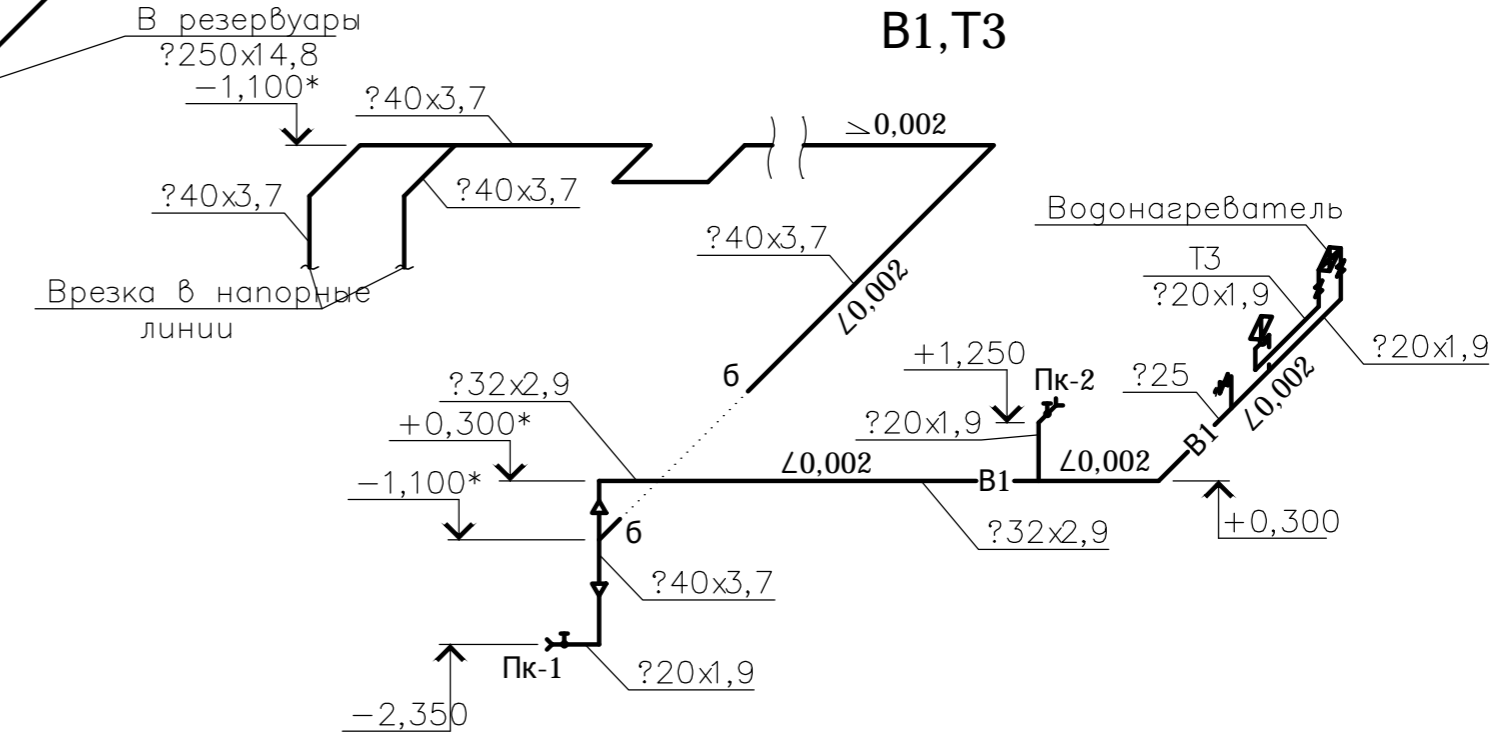 В резервуары
?250х14,8
В1,Т3
-1,100*
?40х3,7
0,002
?40х3,7
?40х3,7
Водонагреватель
?40х3,7
Т3
?20х1,9
∠0,002
Врезка в напорные
линии
+1,250
?20х1,9
б
Пк-2
?25
∠0,002
?32х2,9
+0,300*
?20х1,9
В1
∠0,002
∠0,002
-1,100*
В1
+0,300
б
?32х2,9
?40х3,7
Пк-1
?20х1,9
-2,350